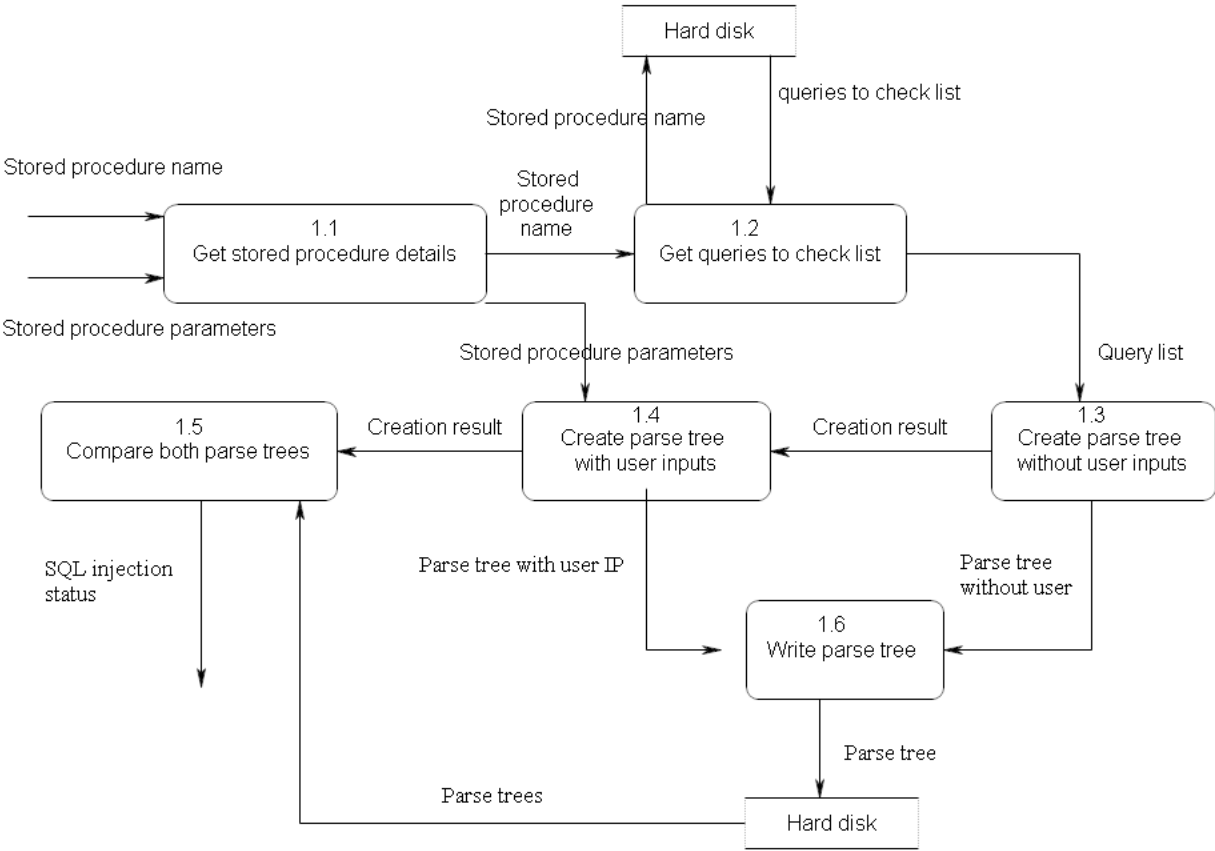 Hard disk
queries to check list
Stored procedure name
Stored procedure name
Stored
procedure
name
1.1
Get stored procedure details
1.2
Get queries to check list
Stored procedure parameters
Stored procedure parameters
Query list
1.5
Compare both parse trees
Creation result
1.4
Create parse tree
with user inputs
Creation result
1.3
Create parse tree
without user inputs
SQL injection
status
Parse tree with user IP
Parse tree
without user
1.6
Write parse tree
Parse tree
Parse trees
Hard disk